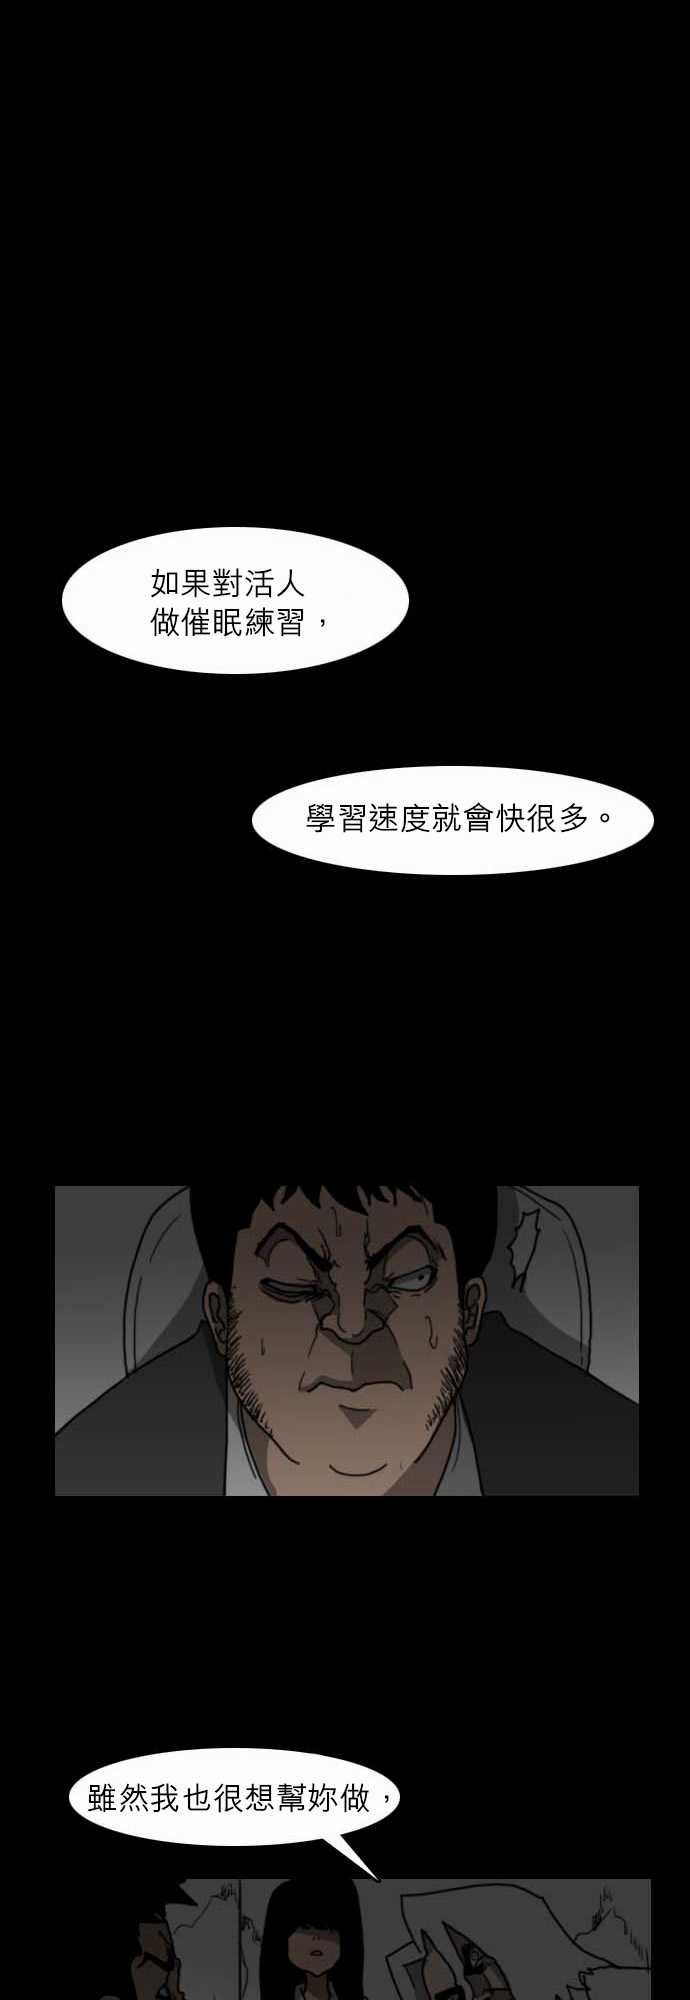 如果對活人
做催眠練習，
學習速度就會快很多。
雖然我也很想幫妳做，